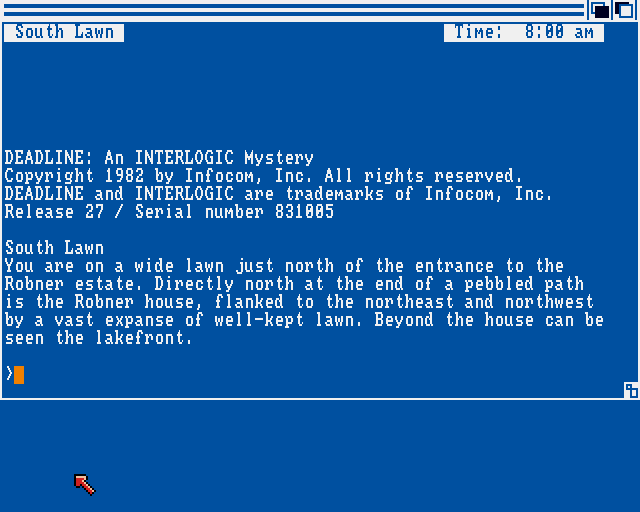 South Lawn Time: 8:00 am
DEADLINE: An INTERLOGIC Mystery
Copyright 1982 by Infocom, Inc. All rights reserved.
DEADLINE and INTERLOGIC are trademarks of Infocom, Inc.
Release 27 / Serial number 831005
South Lawn
You are on a wide lawn just north of the entrance to the
Robner estate. Directly north at the end of a pebbled path
is the Robner house, flanked to the northeast and northwest
by a vast expanse of well-kept lawn. Beyond the house can be
seen the lakefront.
>